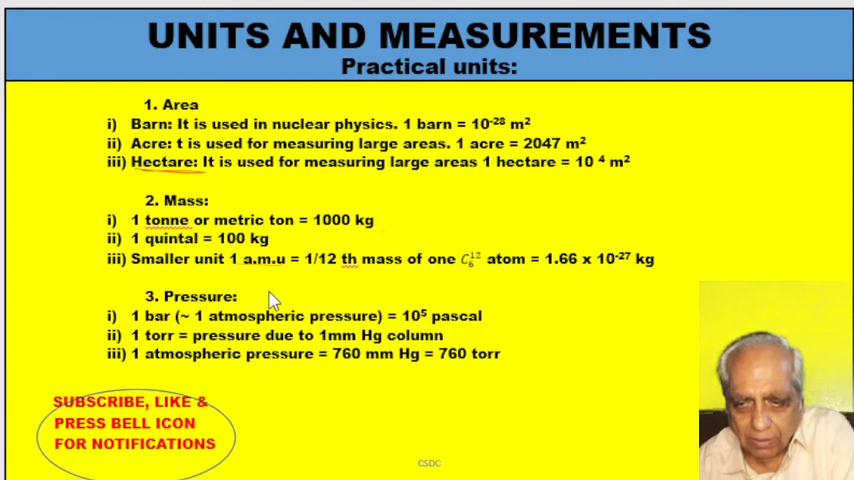 UNITS AND MEASUREMENTS
Practical units:
1. Area
i) Barn: It is used in nuclear physics. 1 barn = 10⁻²⁸ m²
ii) Acre: t is used for measuring large areas. 1 acre = 2047 m²
iii) Hectare: It is used for measuring large areas 1 hectare = 10 ⁴ m²
2. Mass:
i) 1 tonne or metric ton = 1000 kg
ii) 1 quintal = 100 kg
iii) Smaller unit 1 a.m.u = 1/12 th mass of one C₆¹² atom = 1.66 x 10⁻²⁷ kg
3. Pressure:
i) 1 bar (~ 1 atmospheric pressure) = 10⁵ pascal
ii) 1 torr = pressure due to 1mm Hg column
iii) 1 atmospheric pressure = 760 mm Hg = 760 torr
SUBSCRIBE, LIKE &
PRESS BELL ICON
FOR NOTIFICATIONS
CSDC